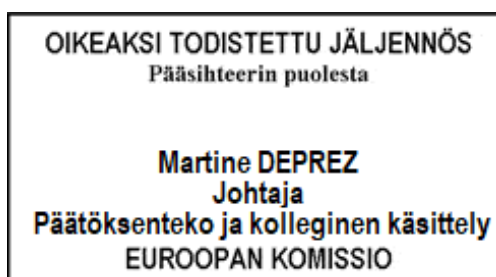 OIKEAKSI TODISTETTU JÄLJENNÖS
Pääsihteerin puolesta
Martine DEPREZ
Johtaja
Päätöksenteko ja kolleginen käsittely
EUROOPAN KOMISSIO